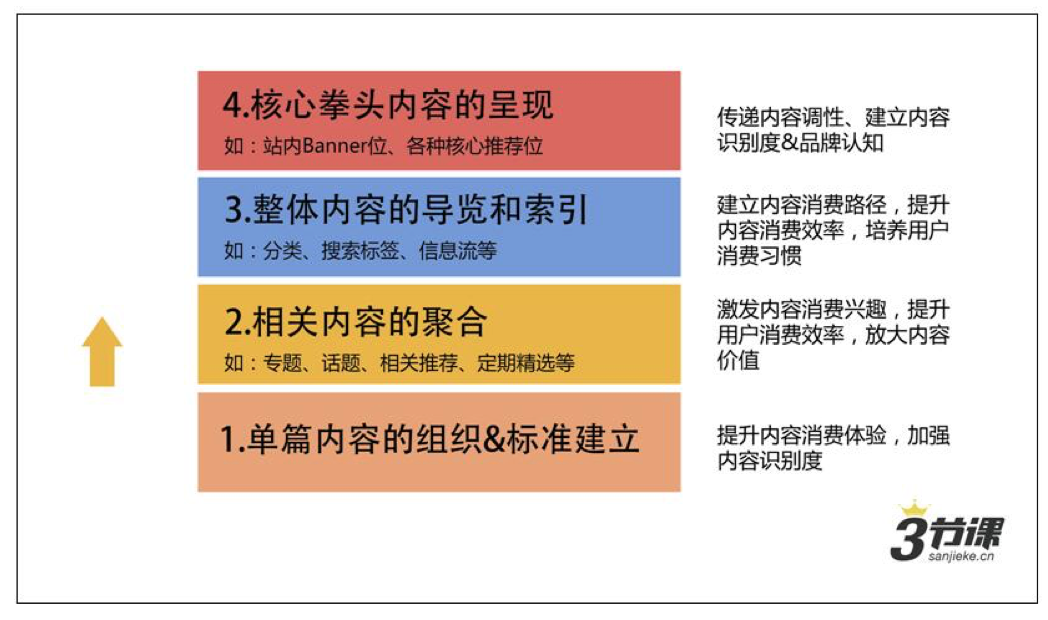 4.核心拳头内容的呈现
如：站内Banner位、各种核心推荐位
传递内容调性、建立内容
识别度&品牌认知
3.整体内容的导览和索引
如：分类、搜索标签、信息流等
建立内容消费路径，提升
内容消费效率，培养用户
消费习惯
2.相关内容的聚合
如：专题、话题、相关推荐、定期精选等
激发内容消费兴趣，提升
用户消费效率，放大内容
价值
1.单篇内容的组织&标准建立
提升内容消费体验，加强
内容识别度
3节课
sanjieke.cn